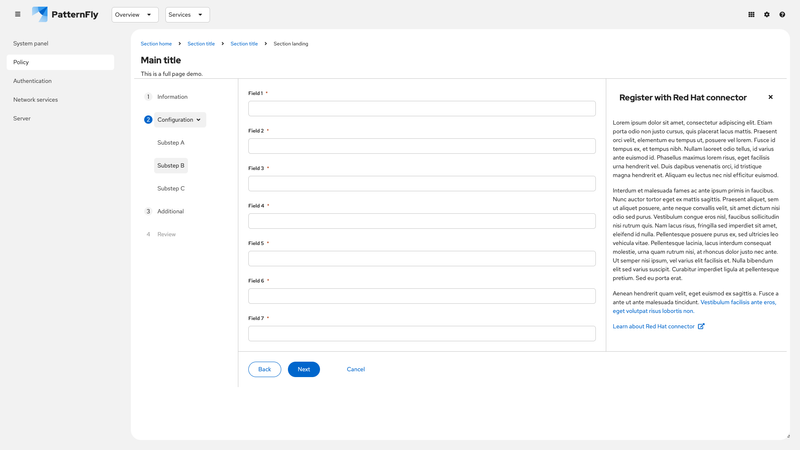 PatternFly
Overview
Services
System panel
Policy
Authentication
Network services
Server
Section home
Section title
Section title
Section landing
Main title
This is a full page demo.
1 Information
2 Configuration
Substep A
Substep B
Substep C
3 Additional
4 Review
Field 1 *
Field 2 *
Field 3 *
Field 4 *
Field 5 *
Field 6 *
Field 7 *
Back
Next
Cancel
Register with Red Hat connector
Lorem ipsum dolor sit amet, consectetur adipiscing elit. Etiam
porta odio non justo cursus, quis placerat lacus mattis. Praesent
orci velit, elementum eu tempus ut, posuere vel lorem. Fusce id
tempus ex, et tempus nibh. Nullam laoreet odio tellus, id varius
ante euismod id. Phasellus maximus lorem risus, eget facilisis
urna hendrerit vel. Duis dapibus venenatis orci, id tristique
magna hendrerit et. Aliquam eu lectus nec nisl efficitur euismod.
Interdum et malesuada fames ac ante ipsum primis in faucibus.
Nunc auctor tortor eget ex mattis sagittis. Praesent aliquet, sem
ut aliquet posuere, ante neque convallis velit, sit amet dictum nisi
odio sed purus. Vestibulum congue eros nisl, faucibus sollicitudin
nisi rutrum quis. Nam lacus risus, fringilla sed imperdiet sit amet,
eleifend id nulla. Pellentesque posuere purus ex, sed ultricies leo
vehicula vitae. Pellentesque lacinia, lacus interdum consequat
molestie, urna quam rutrum nisi, at rhoncus dolor justo nec ante.
Ut semper nisi ipsum, vel varius elit facilisis et. Nulla bibendum
elit sed varius suscipit. Curabitur imperdiet ligula at pellentesque
pretium. Sed eu porta erat.
Aenean hendrerit quam velit, eget euismod ex sagittis a. Fusce a
ante ut ante malesuada tincidunt. Vestibulum facilisis ante eros,
eget volutpat risus lobortis non.
Learn about Red Hat connector